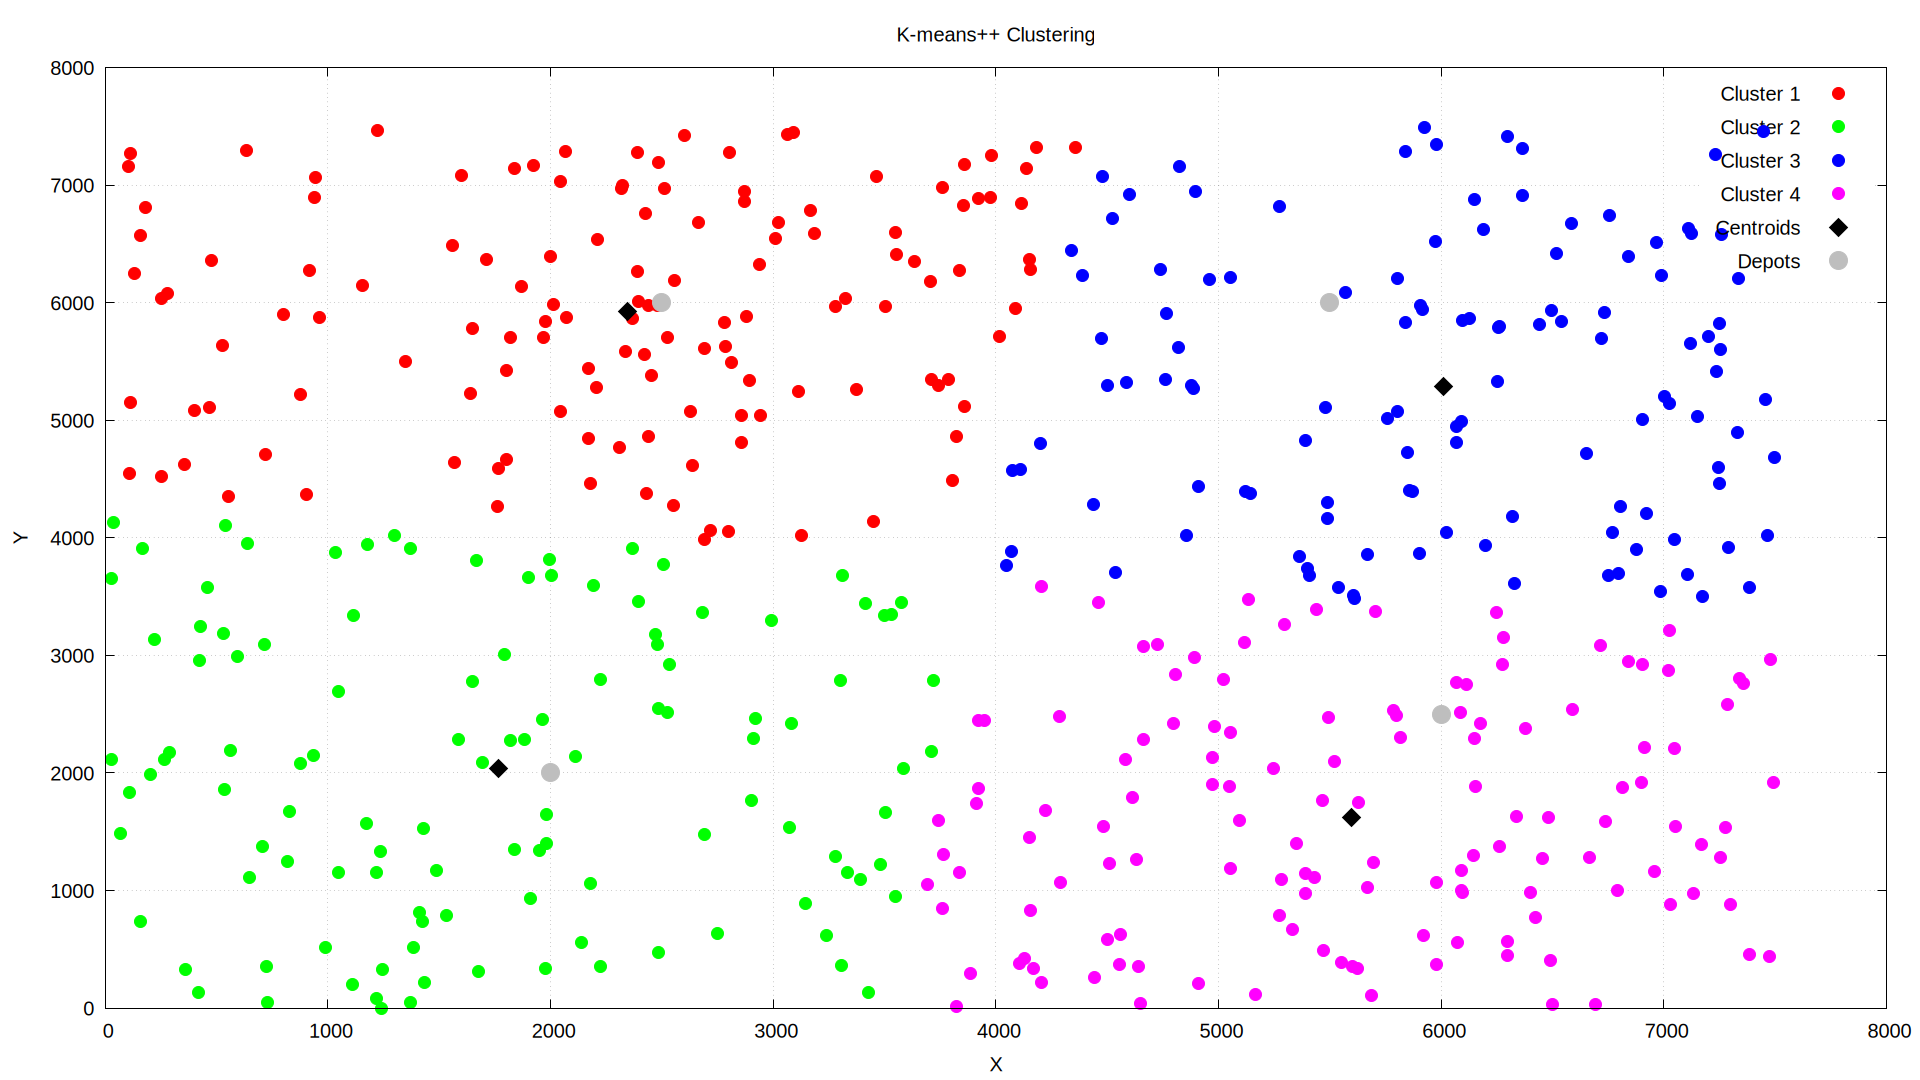 K-means++ Clustering
8000
7000
6000
5000
4000
3000
2000
1000
0
Y
Cluster 1
Cluster 2
Cluster 3
Cluster 4
Centroids
Depots
0 1000 2000 3000 4000 5000 6000 7000 8000
X